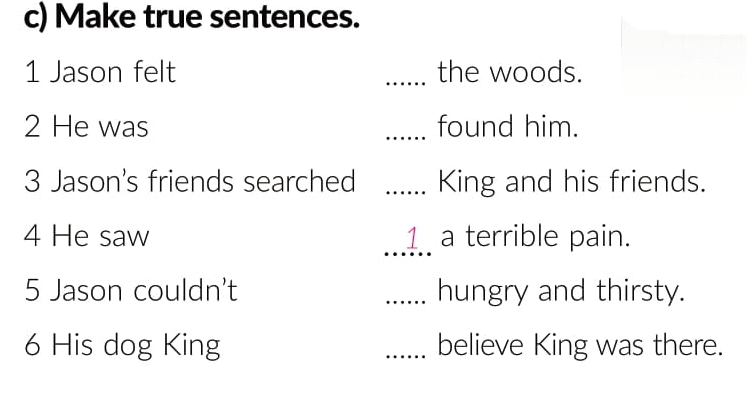 c) Make true sentences.
1 Jason felt ...... the woods.
2 He was ...... found him.
3 Jason's friends searched ...... King and his friends.
4 He saw ...1... a terrible pain.
5 Jason couldn't ...... hungry and thirsty.
6 His dog King ...... believe King was there.